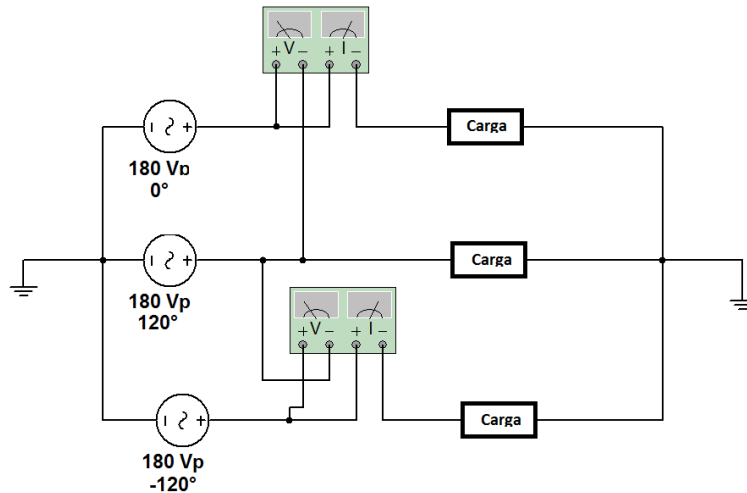 V I
+ − + −
Carga
180 Vp
0°
Carga
180 Vp
120°
V I
+ − + −
Carga
180 Vp
-120°